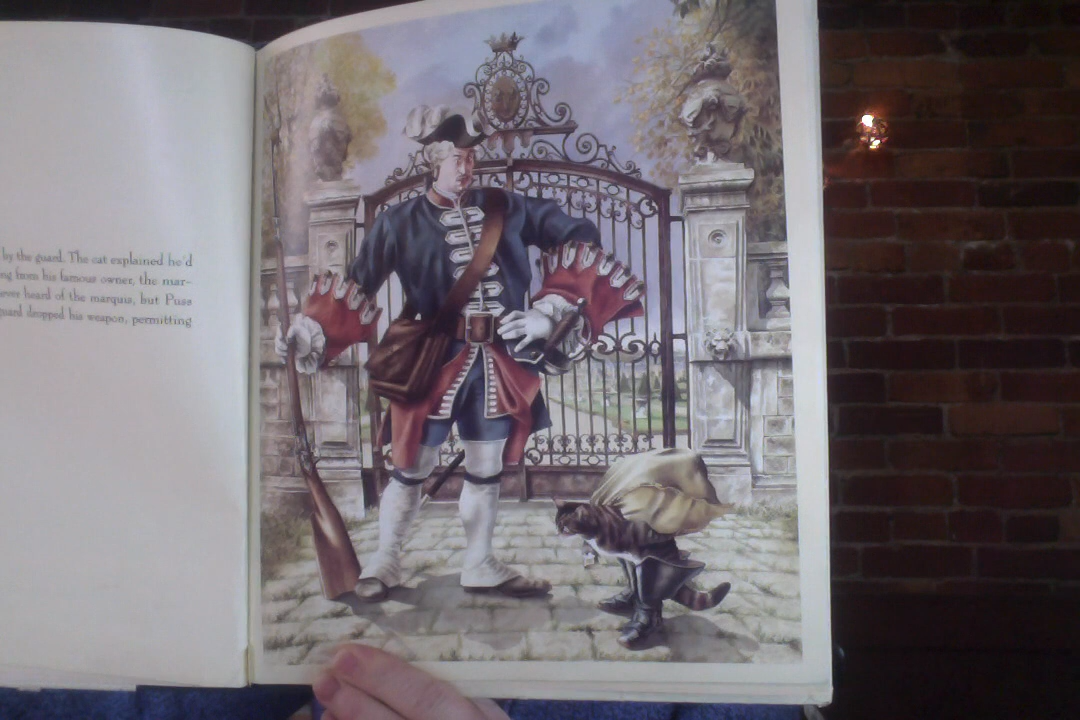 by the guard. The cat explained he'd
ng from his famous owner, the mar-
ever heard of the marquis, but Puss
guard dropped his weapon, permitting